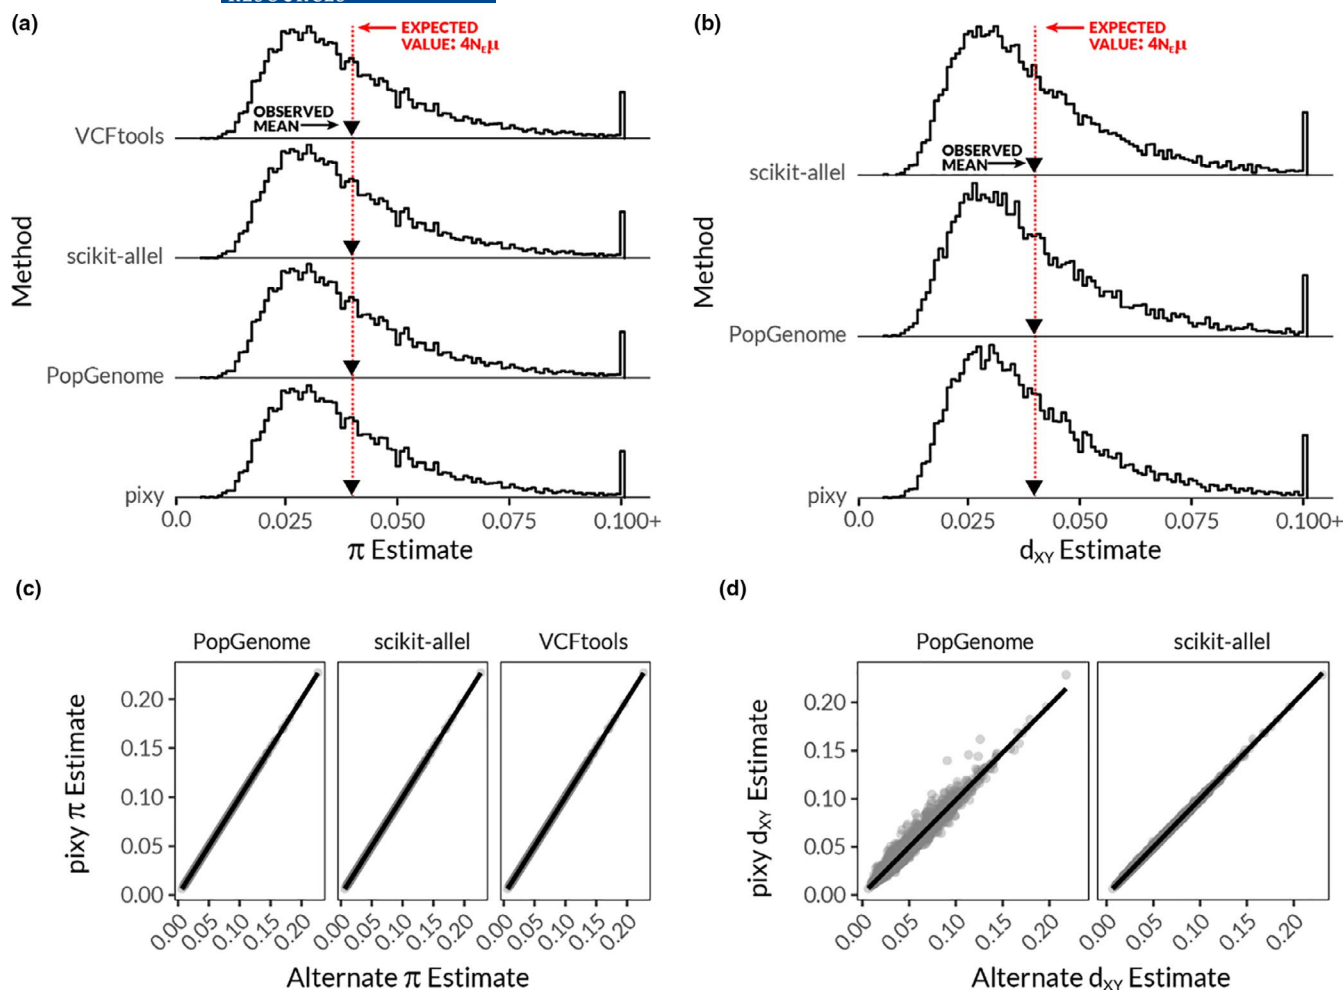 RESOURCES
(a)
EXPECTED
VALUE: 4NEμ
OBSERVED
MEAN
VCFtools
scikit-allel
PopGenome
pixy
Method
0.0 0.025 0.050 0.075 0.100+
π Estimate
(b)
EXPECTED
VALUE: 4NEμ
OBSERVED
MEAN
scikit-allel
PopGenome
pixy
Method
0.0 0.025 0.050 0.075 0.100+
dXY Estimate
(c)
PopGenome scikit-allel VCFtools
pixy π Estimate
0.20
0.15
0.10
0.05
0.00
0.00 0.05 0.10 0.15 0.20 0.00 0.05 0.10 0.15 0.20 0.00 0.05 0.10 0.15 0.20
Alternate π Estimate
(d)
PopGenome scikit-allel
pixy dXY Estimate
0.20
0.15
0.10
0.05
0.00
0.00 0.05 0.10 0.15 0.20 0.00 0.05 0.10 0.15 0.20
Alternate dXY Estimate